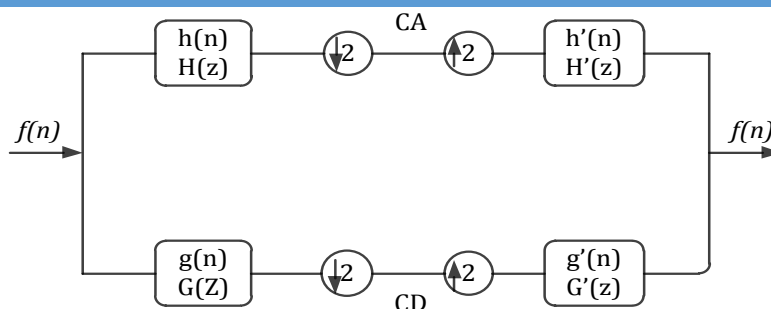 CA
h(n)
H(z)
2
2
h’(n)
H’(z)
f(n)
f(n)
g(n)
G(Z)
2
2
g’(n)
G’(z)
CD